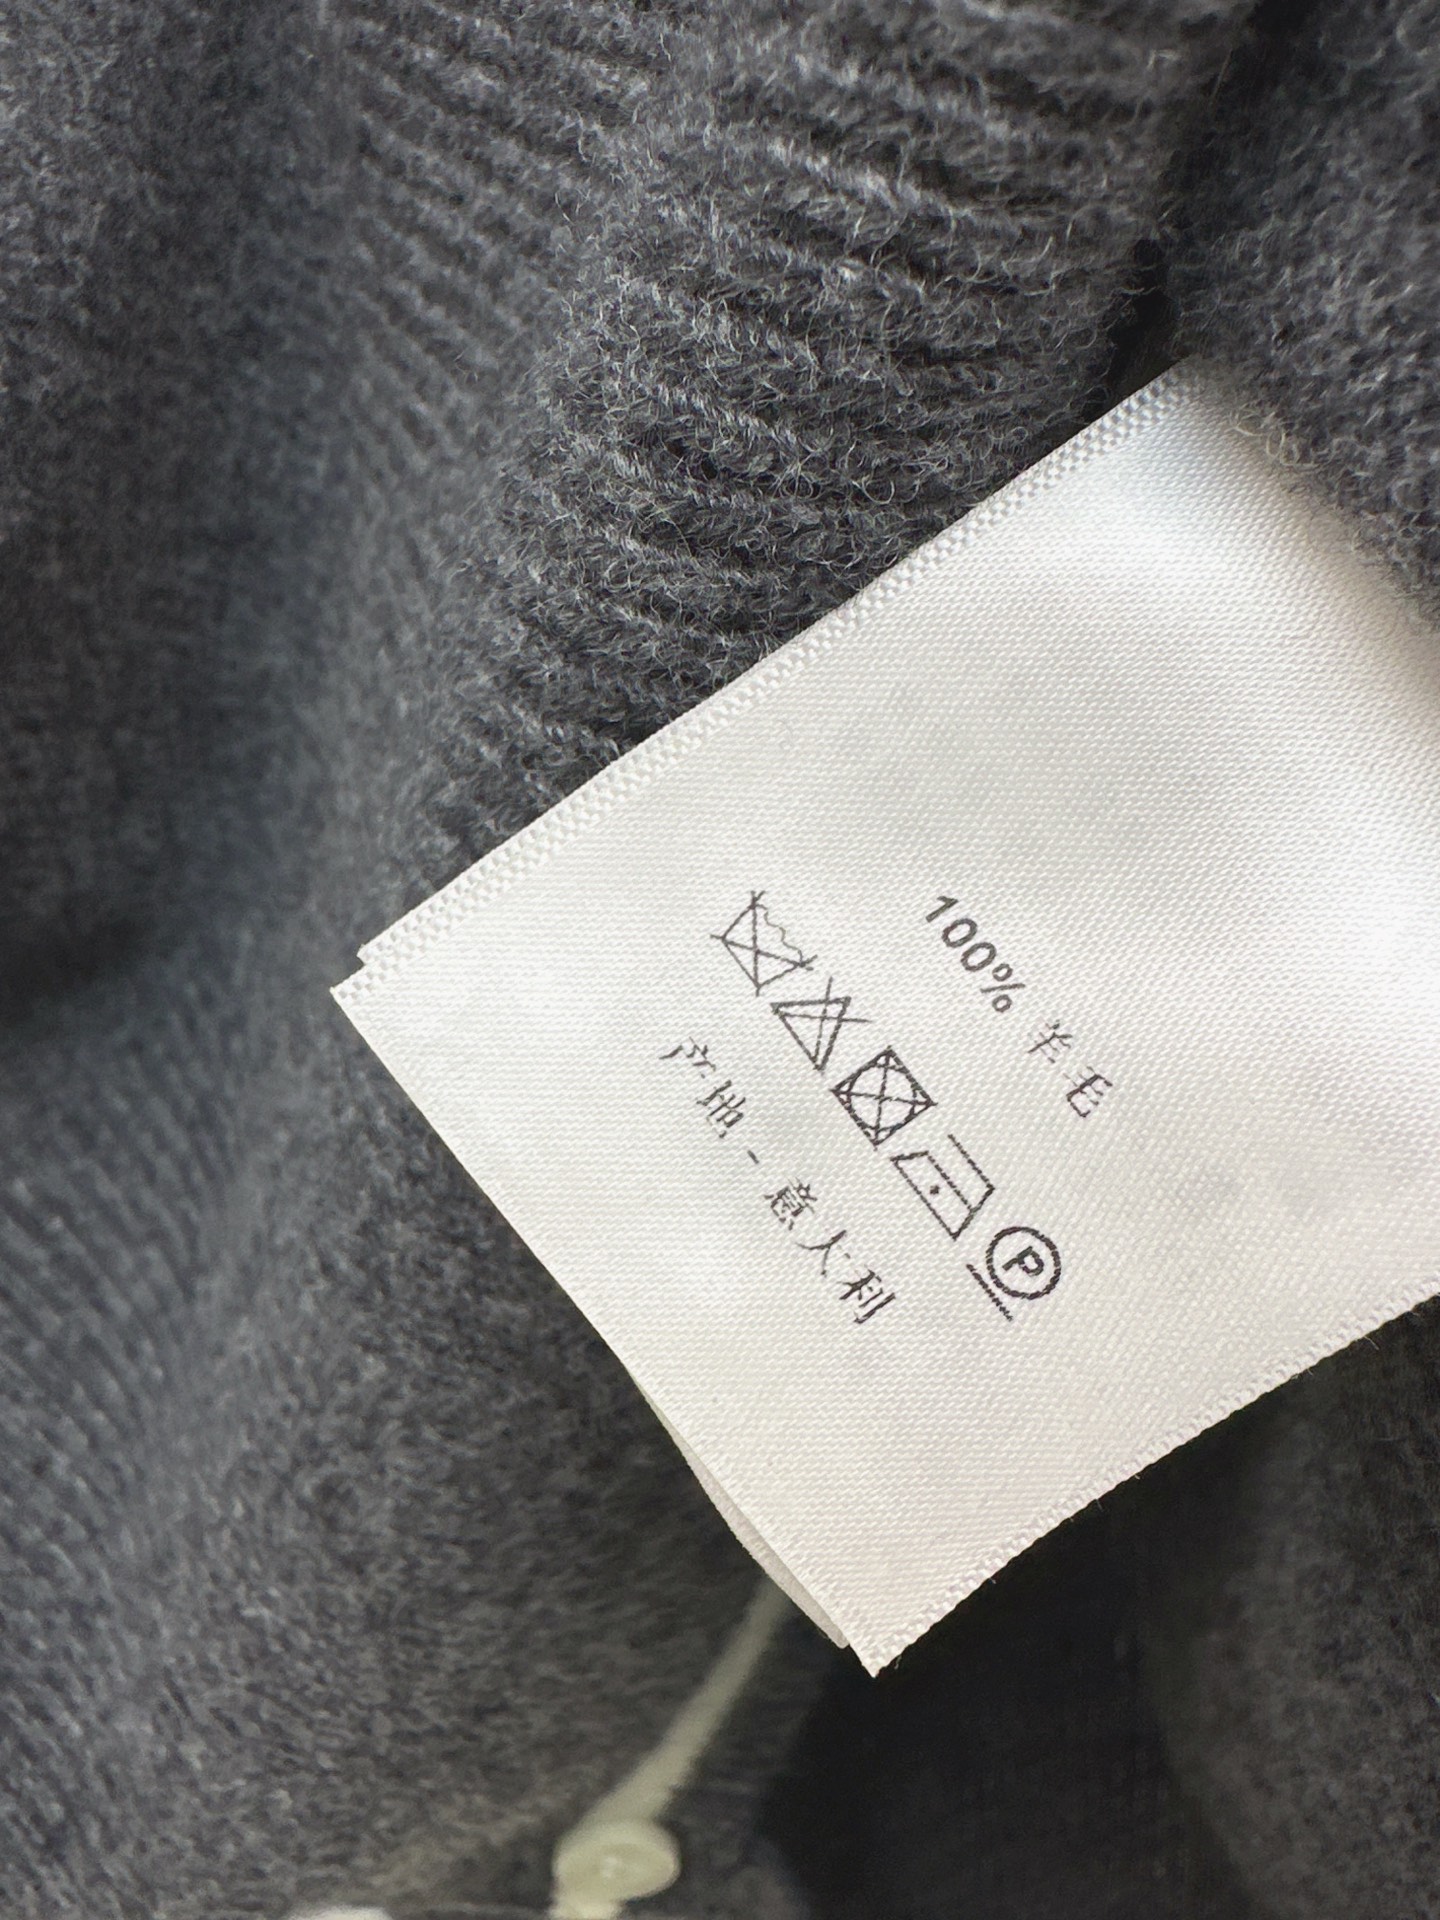 100% 羊毛
P
产地 - 意大利